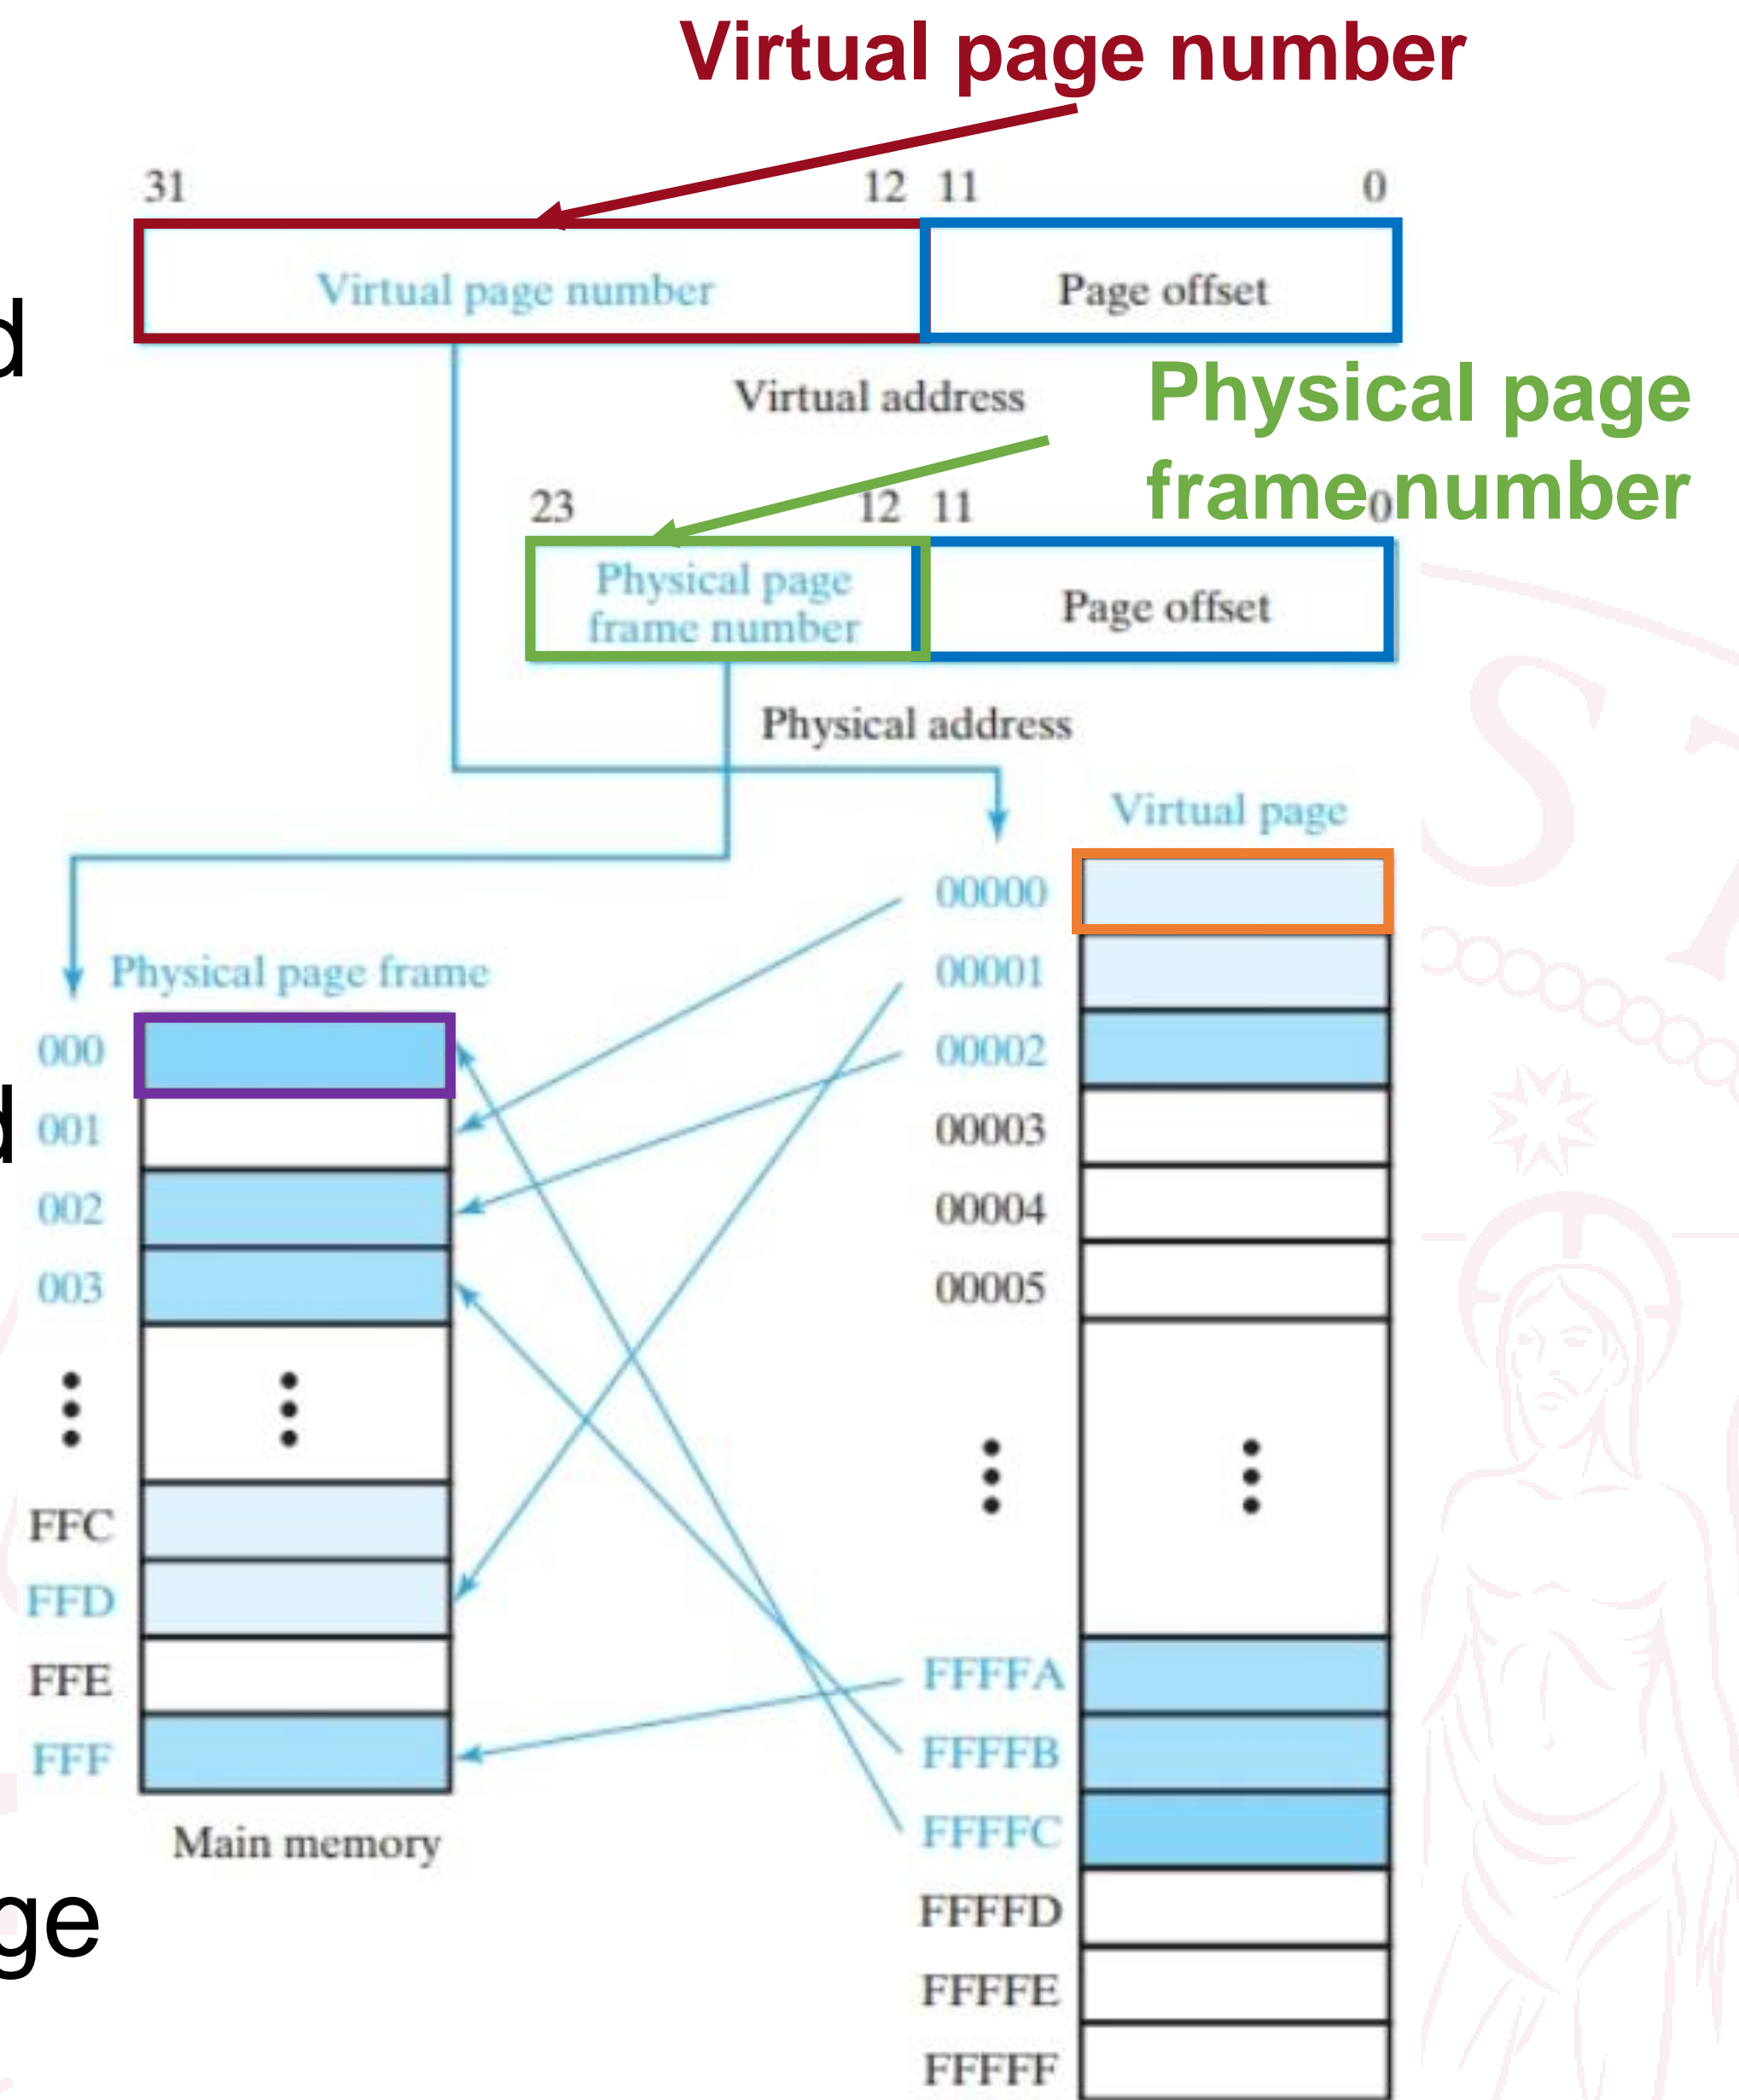 Virtual page number
31 12 11 0
Virtual page number Page offset
d
Virtual address
Physical page
frame number
23 12 11 0
Physical page
frame number
Page offset
Physical address
Virtual page
00000
Physical page frame
00001
000
00002
d
001
00003
002
00004
003
00005
FFC
FFD
FFE
FFFFA
FFF
FFFFB
Main memory
FFFFC
ge
FFFFD
FFFFE
FFFFF